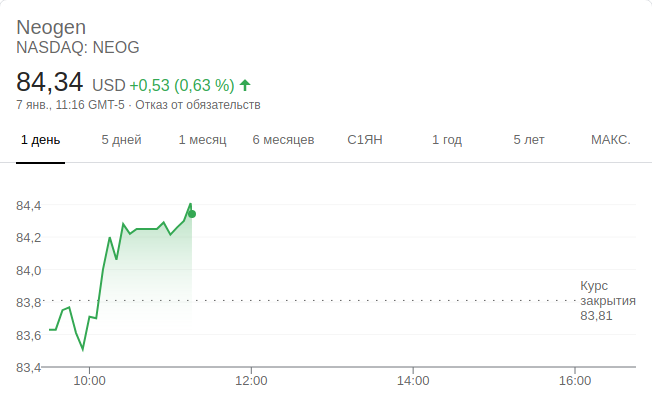 Neogen
NASDAQ: NEOG
84,34 USD +0,53 (0,63 %)
7 янв., 11:16 GMT-5 · Отказ от обязательств
1 день 5 дней 1 месяц 6 месяцев С1ЯН 1 год 5 лет МАКС.
84,4
84,2
84,0
83,8
Курс
закрытия
83,81
83,6
83,4
10:00 12:00 14:00 16:00